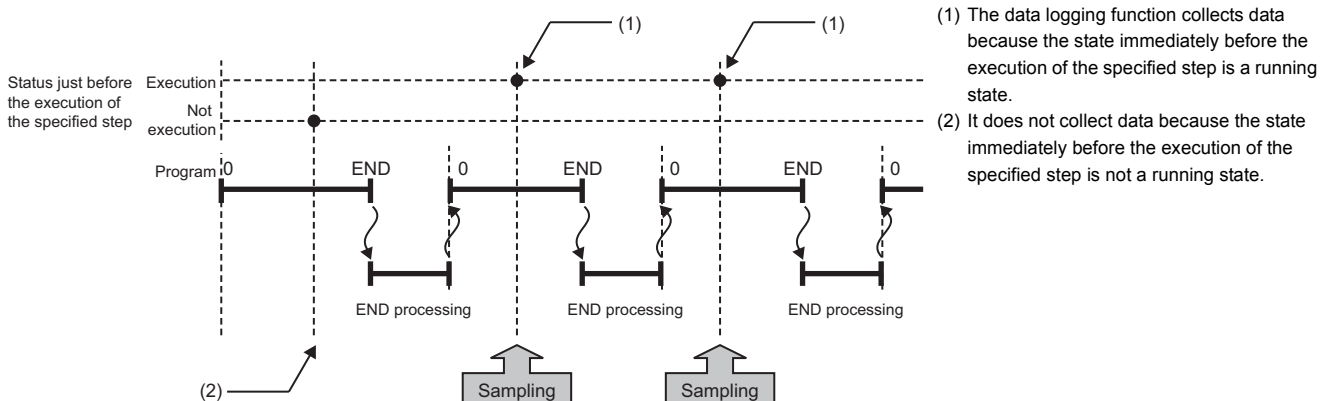 (1)
(1)
Status just before
the execution of
the specified step
Execution
Not
execution
Program
0
END
0
END
0
END
0
END processing
END processing
END processing
(2)
Sampling
Sampling
(1) The data logging function collects data
because the state immediately before the
execution of the specified step is a running
state.
(2) It does not collect data because the state
immediately before the execution of the
specified step is not a running state.